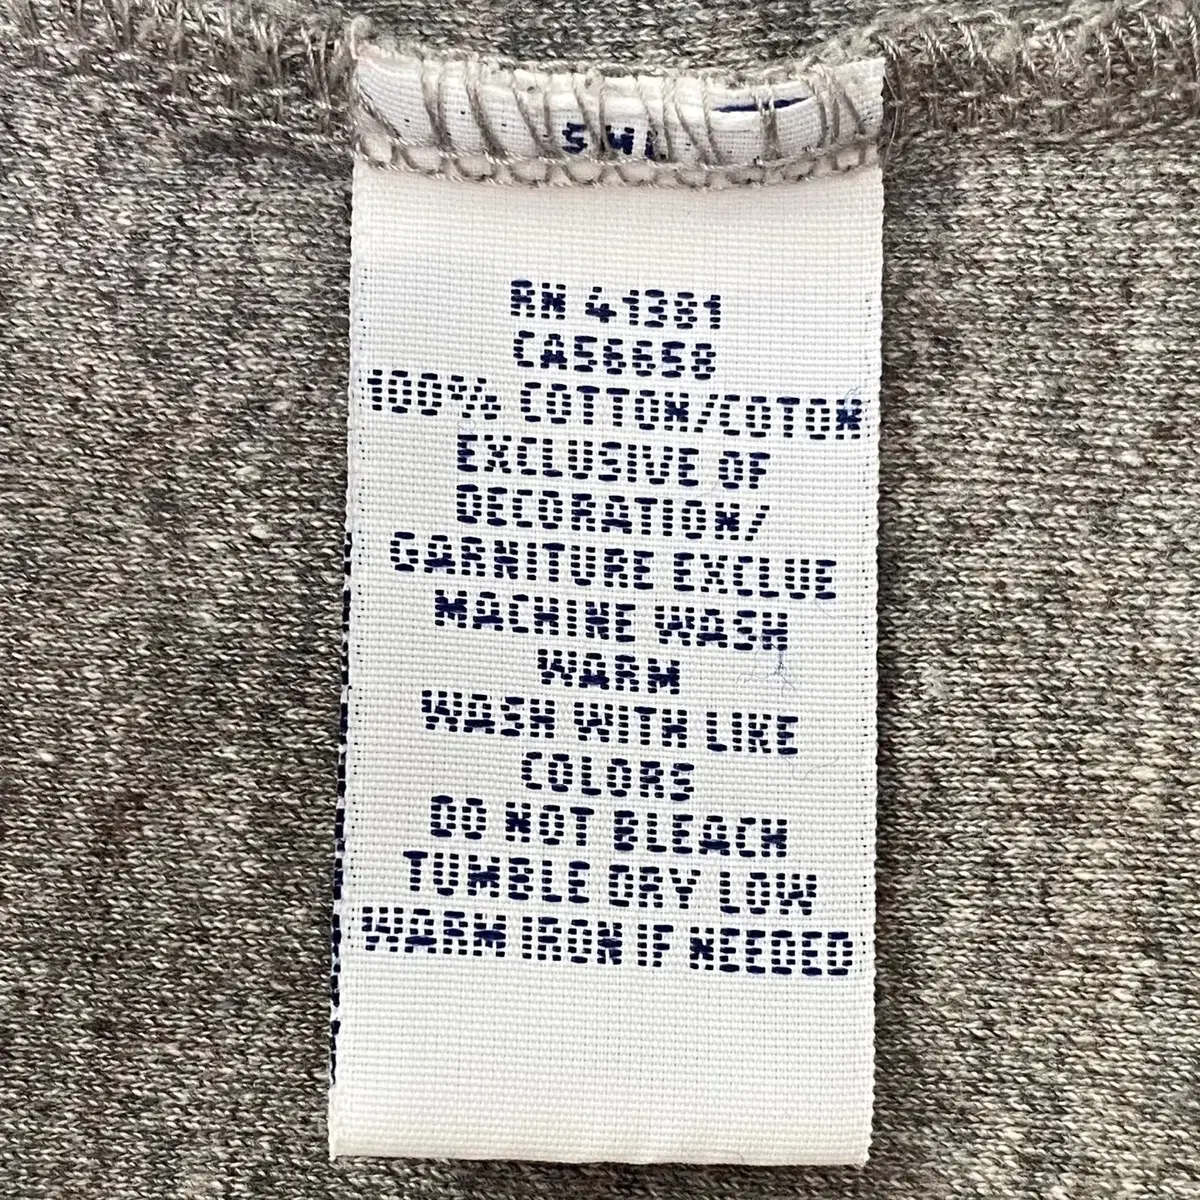 RN 41381
CA56658
100% COTTON/COTON
EXCLUSIVE OF
DECORATION/
GARNITURE EXCLUE
MACHINE WASH
WARM
WASH WITH LIKE
COLORS
DO NOT BLEACH
TUMBLE DRY LOW
WARM IRON IF NEEDED